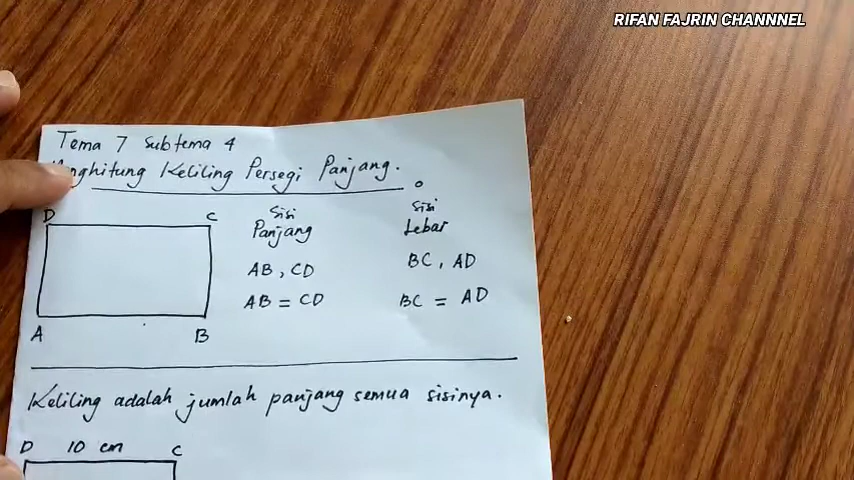 RIFAN FAJRIN CHANNNEL
Tema 7 Subtema 4
Keliling Persegi Panjang.
D C
Sisi Panjang
Sisi Lebar
AB, CD
BC, AD
AB = CD
BC = AD
A B
Keliling adalah jumlah panjang semua sisinya.
D 10 cm C